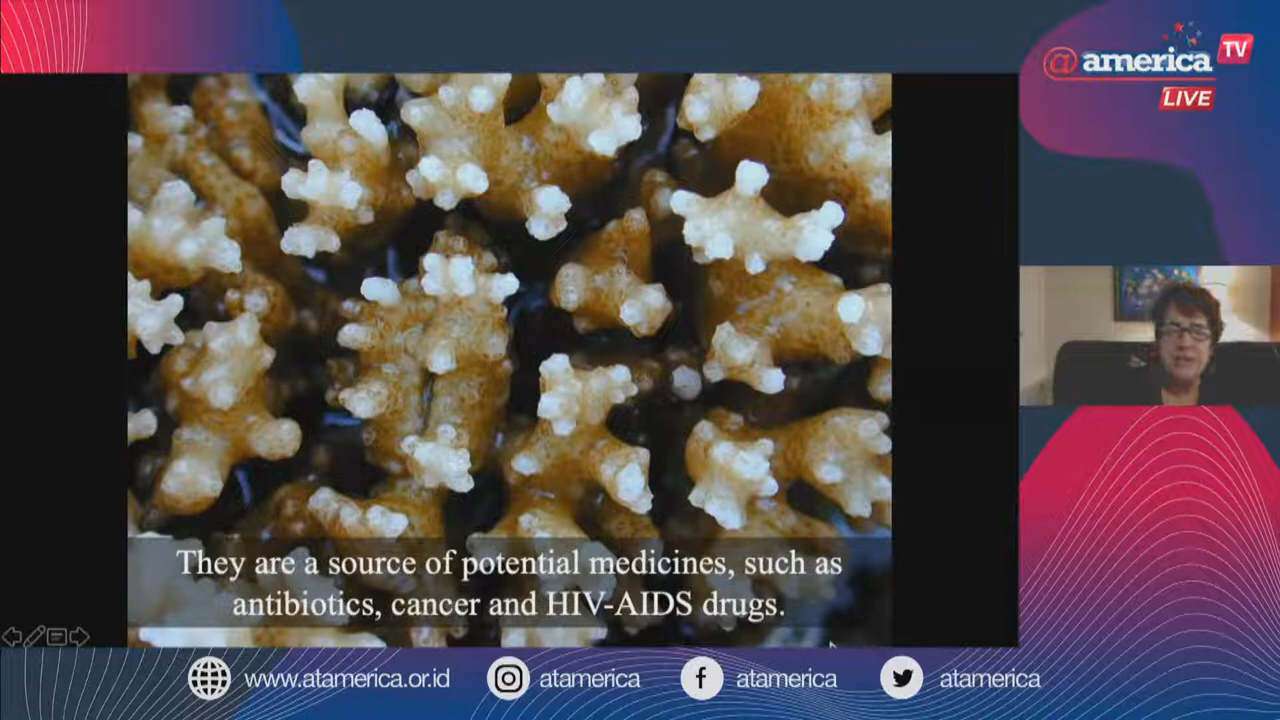 @america TV
LIVE
They are a source of potential medicines, such as
antibiotics, cancer and HIV-AIDS drugs.
www.atamerica.or.id
atamerica
atamerica
atamerica